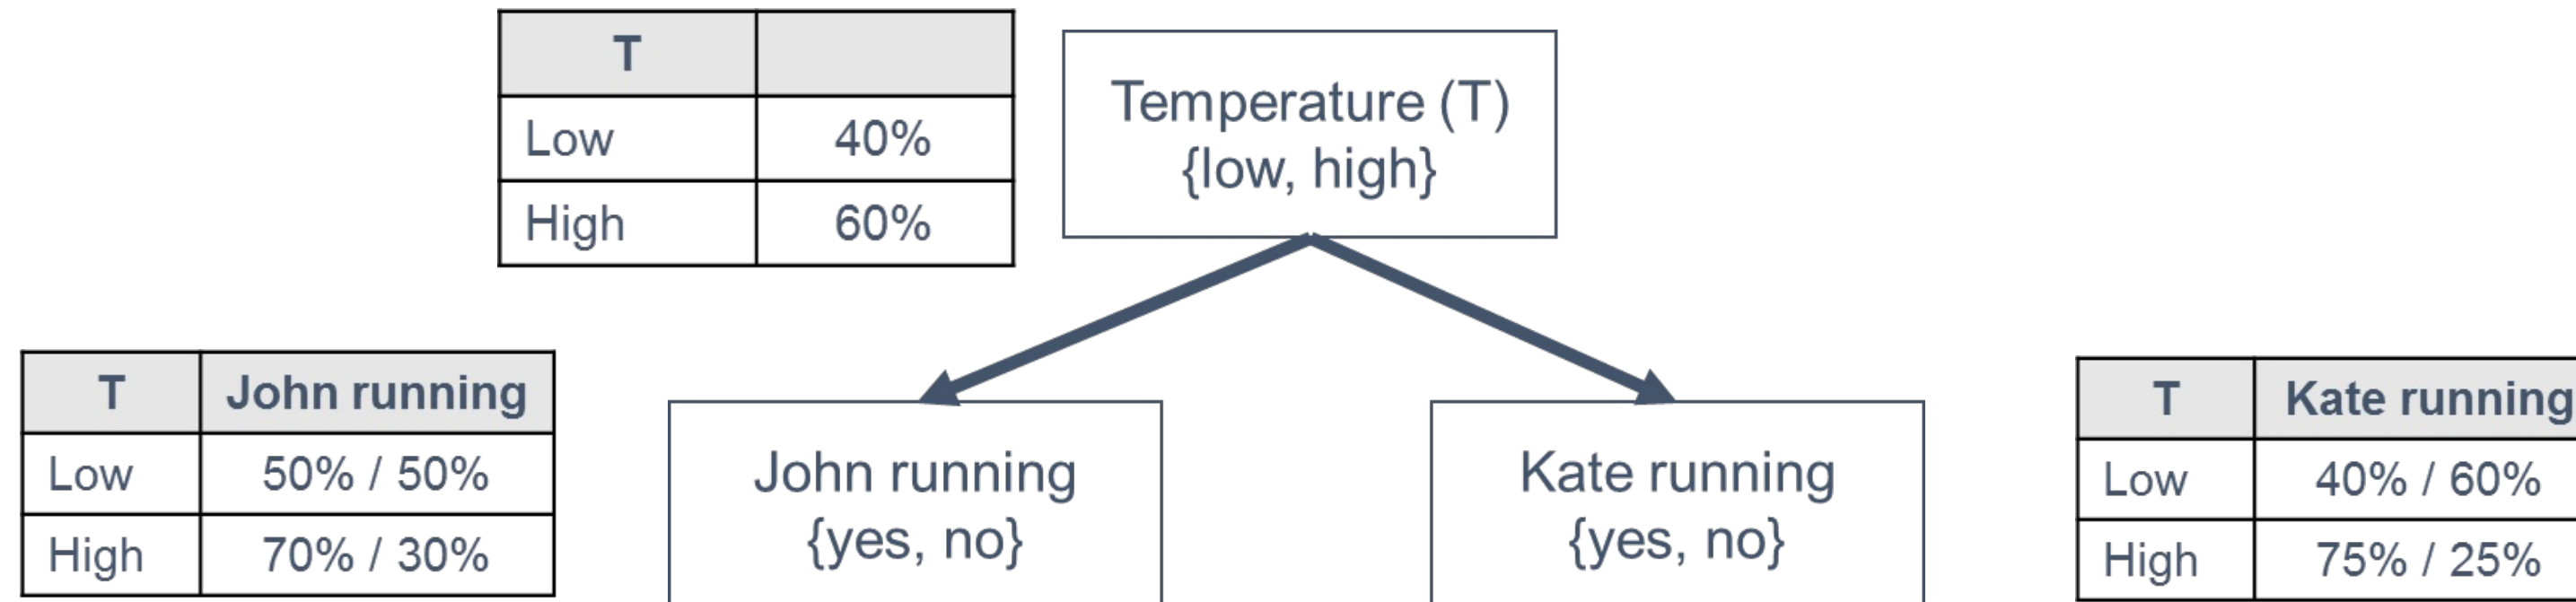 T
Low 40%
High 60%
Temperature (T)
{low, high}
T John running
Low 50% / 50%
High 70% / 30%
John running
{yes, no}
Kate running
{yes, no}
T Kate running
Low 40% / 60%
High 75% / 25%